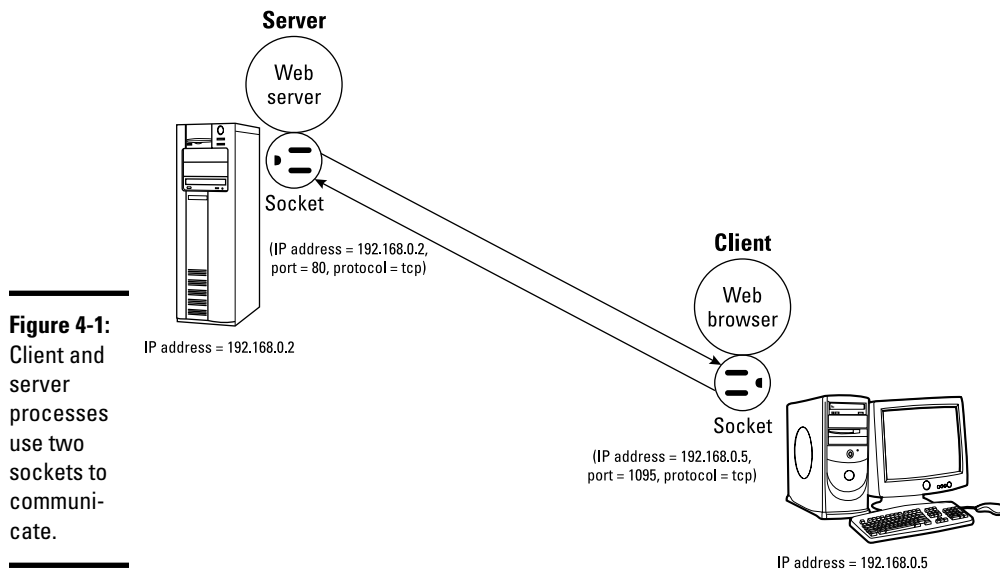 Server
Web
server
Socket
(IP address = 192.168.0.2,
port = 80, protocol = tcp)
IP address = 192.168.0.2
Client
Web
browser
Socket
(IP address = 192.168.0.5,
port = 1095, protocol = tcp)
IP address = 192.168.0.5
Figure 4-1:
Client and
server
processes
use two
sockets to
communi-
cate.